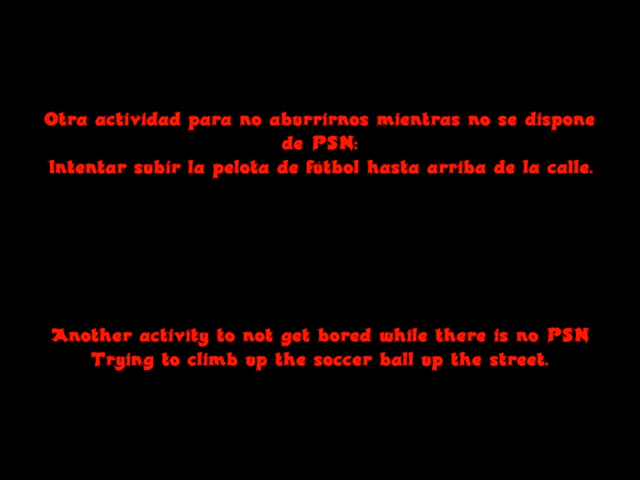 Otra actividad para no aburrirnos mientras no se dispone
de PSN:
Intentar subir la pelota de fútbol hasta arriba de la calle.
Another activity to not get bored while there is no PSN
Trying to climb up the soccer ball up the street.